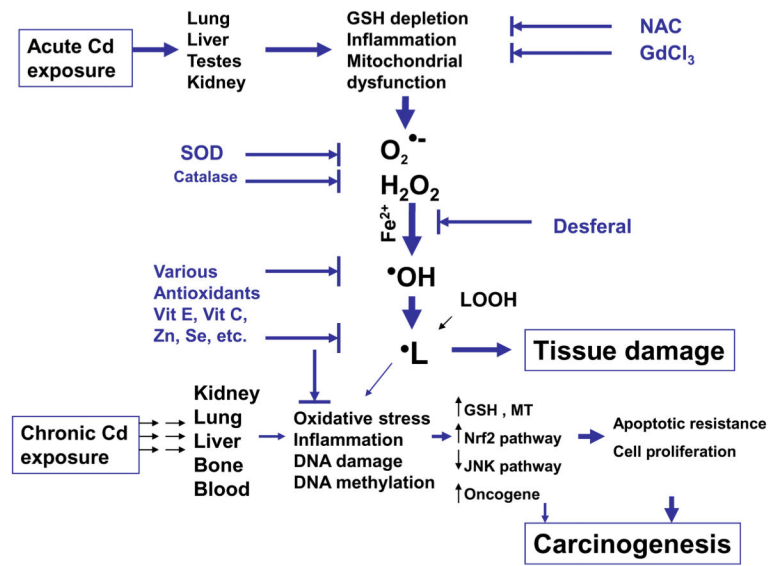 Acute Cd
exposure
Lung
Liver
Testes
Kidney
GSH depletion
Inflammation
Mitochondrial
dysfunction
NAC
GdCl₃
SOD
Catalase
O₂•-
H₂O₂
Fe²⁺
Desferal
Various
Antioxidants
Vit E, Vit C,
Zn, Se, etc.
•OH
LOOH
•L
Tissue damage
Chronic Cd
exposure
Kidney
Lung
Liver
Bone
Blood
Oxidative stress
Inflammation
DNA damage
DNA methylation
GSH , MT
Nrf2 pathway
JNK pathway
Oncogene
Apoptotic resistance
Cell proliferation
Carcinogenesis